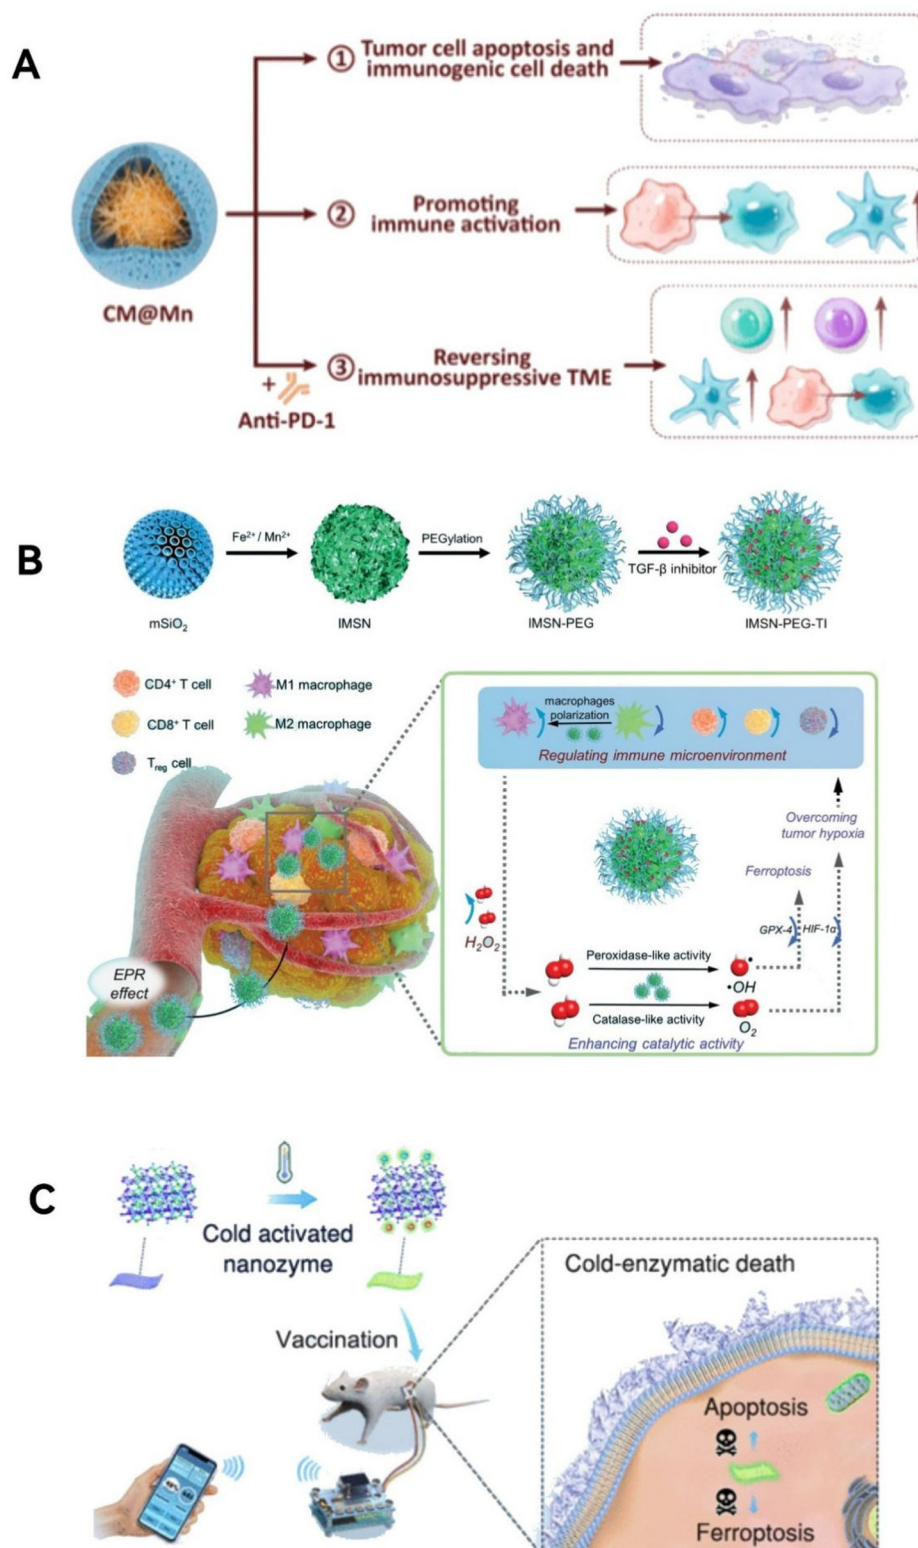 A
① Tumor cell apoptosis and
immunogenic cell death
CM@Mn
② Promoting
immune activation
③ Reversing
immunosuppressive TME
+
Anti-PD-1
B
Fe²⁺ / Mn²⁺
PEGylation
TGF-β inhibitor
mSiO₂
IMSN
IMSN-PEG
IMSN-PEG-TI
CD4⁺ T cell
M1 macrophage
CD8⁺ T cell
M2 macrophage
Treg cell
EPR
effect
macrophages
polarization
Regulating immune microenvironment
Overcoming
tumor hypoxia
Ferroptosis
GPX-4
HIF-1α
H₂O₂
Peroxidase-like activity
•OH
Catalase-like activity
O₂
Enhancing catalytic activity
C
Cold activated
nanozyme
Vaccination
Cold-enzymatic death
Apoptosis
Ferroptosis